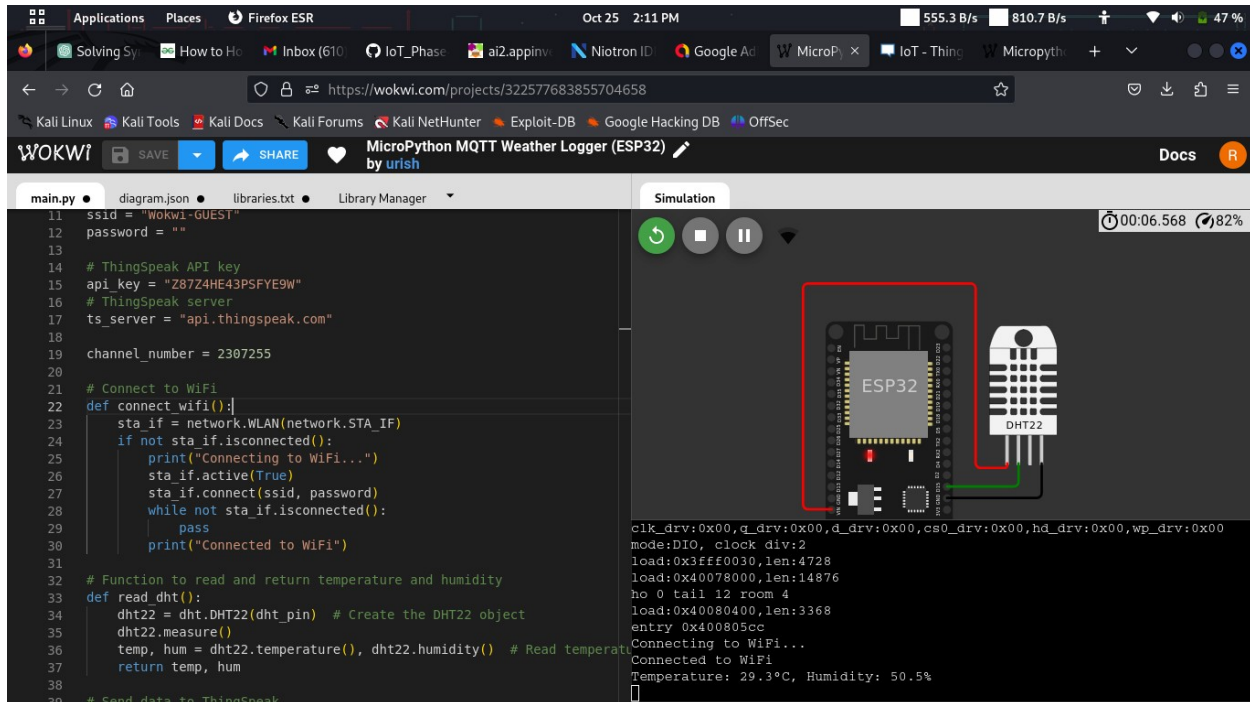 Applications Places Firefox ESR Oct 25 2:11 PM 555.3 B/s 810.7 B/s 47 %
Solving Sy How to Ho Inbox (610 IoT_Phase ai2.appinve Niotron ID Google Ad MicroPy × IoT - Thing Micropytho + 
https://wokwi.com/projects/322577683855704658
Kali Linux Kali Tools Kali Docs Kali Forums Kali NetHunter Exploit-DB Google Hacking DB OffSec
WOKWI SAVE SHARE MicroPython MQTT Weather Logger (ESP32)
by urish
Docs R
main.py ● diagram.json ● libraries.txt ● Library Manager
11 ssid = "Wokwi-GUEST"
12 password = ""
13
14 # ThingSpeak API key
15 api_key = "Z87Z4HE43PSFYE9W"
16 # ThingSpeak server
17 ts_server = "api.thingspeak.com"
18
19 channel_number = 2307255
20
21 # Connect to WiFi
22 def connect_wifi():
23 sta_if = network.WLAN(network.STA_IF)
24 if not sta_if.isconnected():
25 print("Connecting to WiFi...")
26 sta_if.active(True)
27 sta_if.connect(ssid, password)
28 while not sta_if.isconnected():
29 pass
30 print("Connected to WiFi")
31
32 # Function to read and return temperature and humidity
33 def read_dht():
34 dht22 = dht.DHT22(dht_pin) # Create the DHT22 object
35 dht22.measure()
36 temp, hum = dht22.temperature(), dht22.humidity() # Read temperatu
37 return temp, hum
38
39 # Send data to ThingSpeak
Simulation
00:06.568 82%
ESP32
DHT22
clk_drv:0x00,q_drv:0x00,d_drv:0x00,cs0_drv:0x00,hd_drv:0x00,wp_drv:0x00
mode:DIO, clock div:2
load:0x3fff0030,len:4728
load:0x40078000,len:14876
ho 0 tail 12 room 4
load:0x40080400,len:3368
entry 0x400805cc
Connecting to WiFi...
Connected to WiFi
Temperature: 29.3°C, Humidity: 50.5%